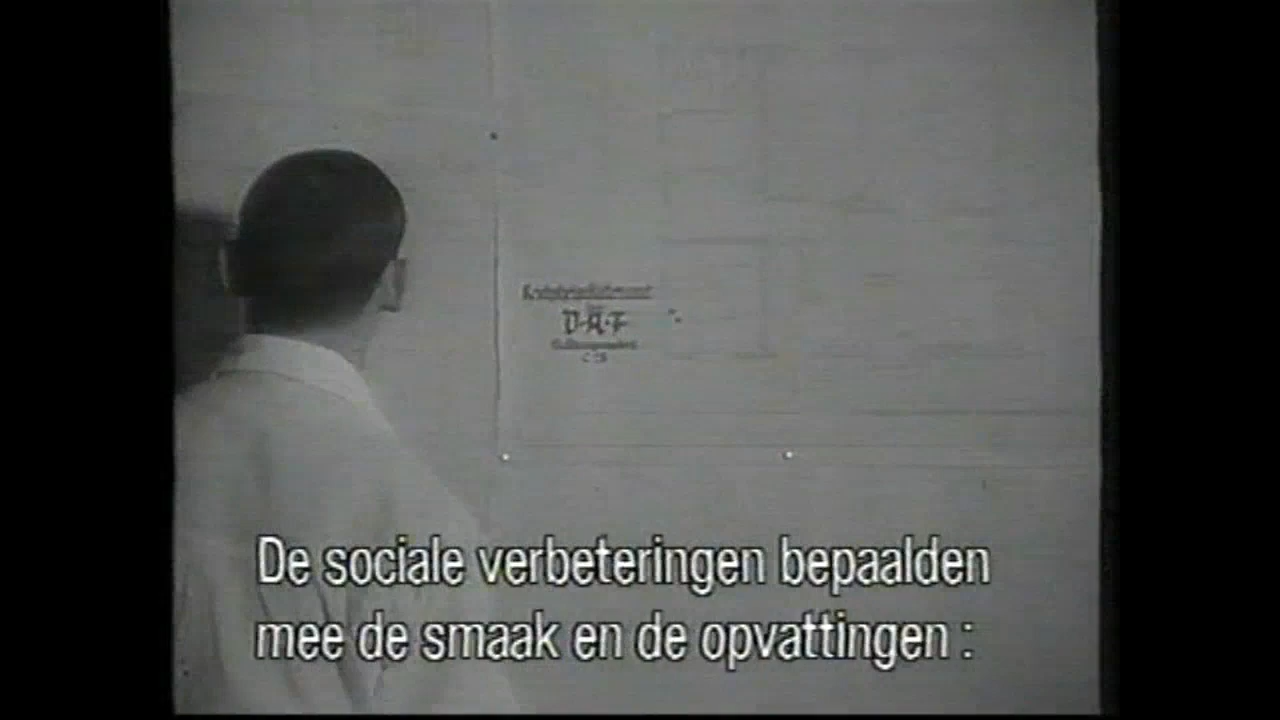 D·A·F
De sociale verbeteringen bepaalden
mee de smaak en de opvattingen :